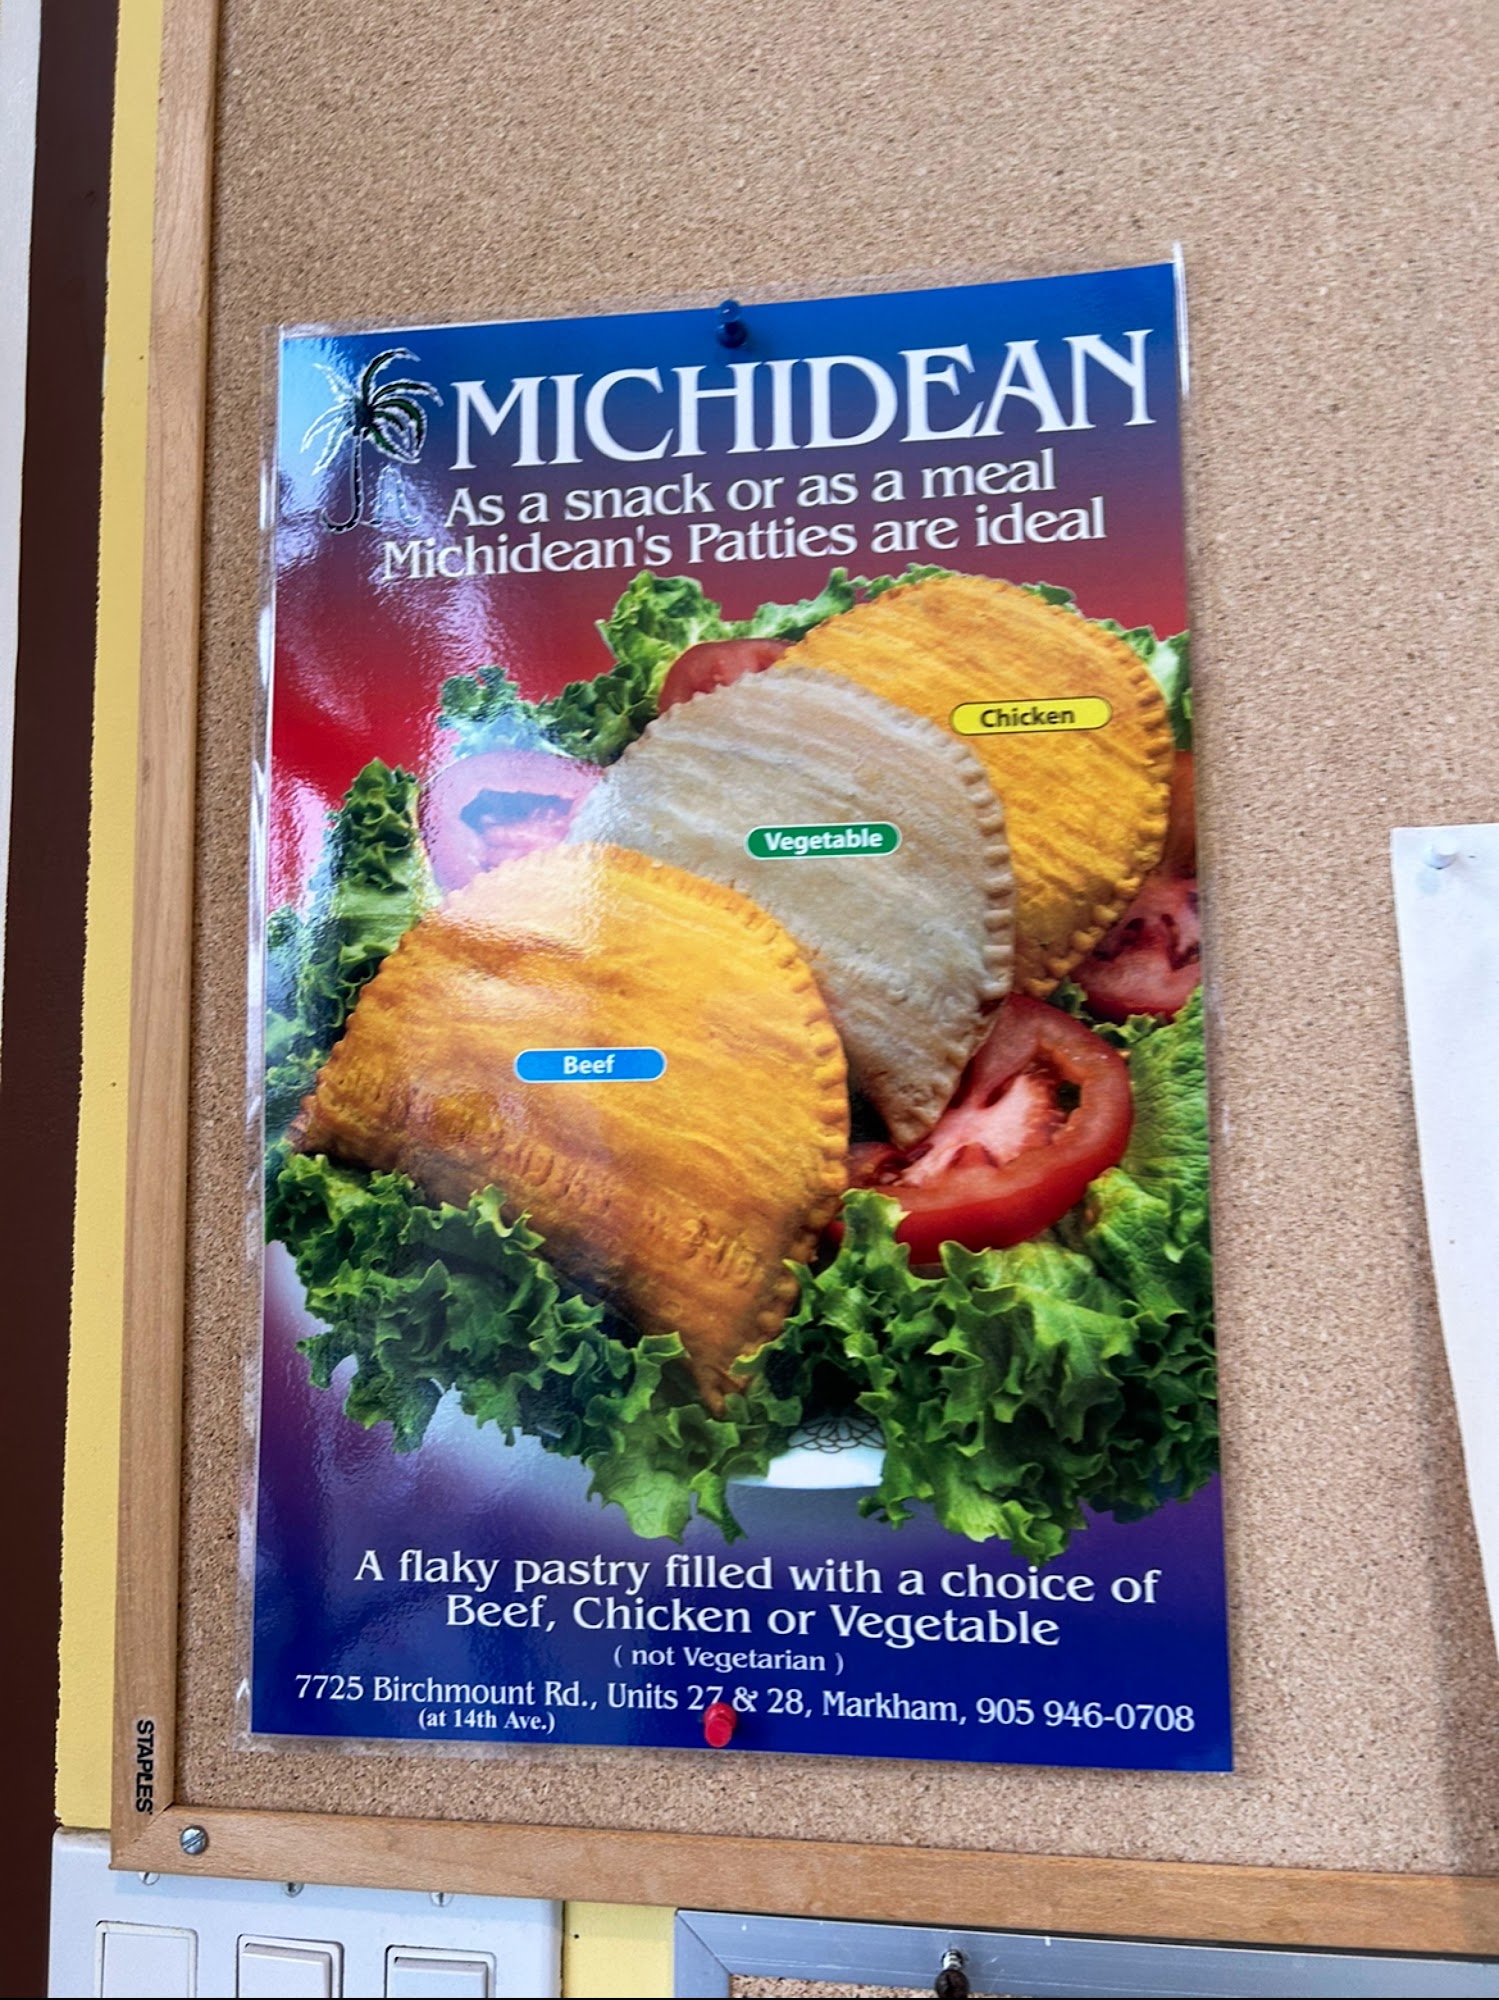 MICHIDEAN
As a snack or as a meal
Michidean's Patties are ideal
Chicken
Vegetable
Beef
A flaky pastry filled with a choice of
Beef, Chicken or Vegetable
( not Vegetarian )
7725 Birchmount Rd., Units 27 & 28, Markham, 905 946-0708
(at 14th Ave.)
STAPLES